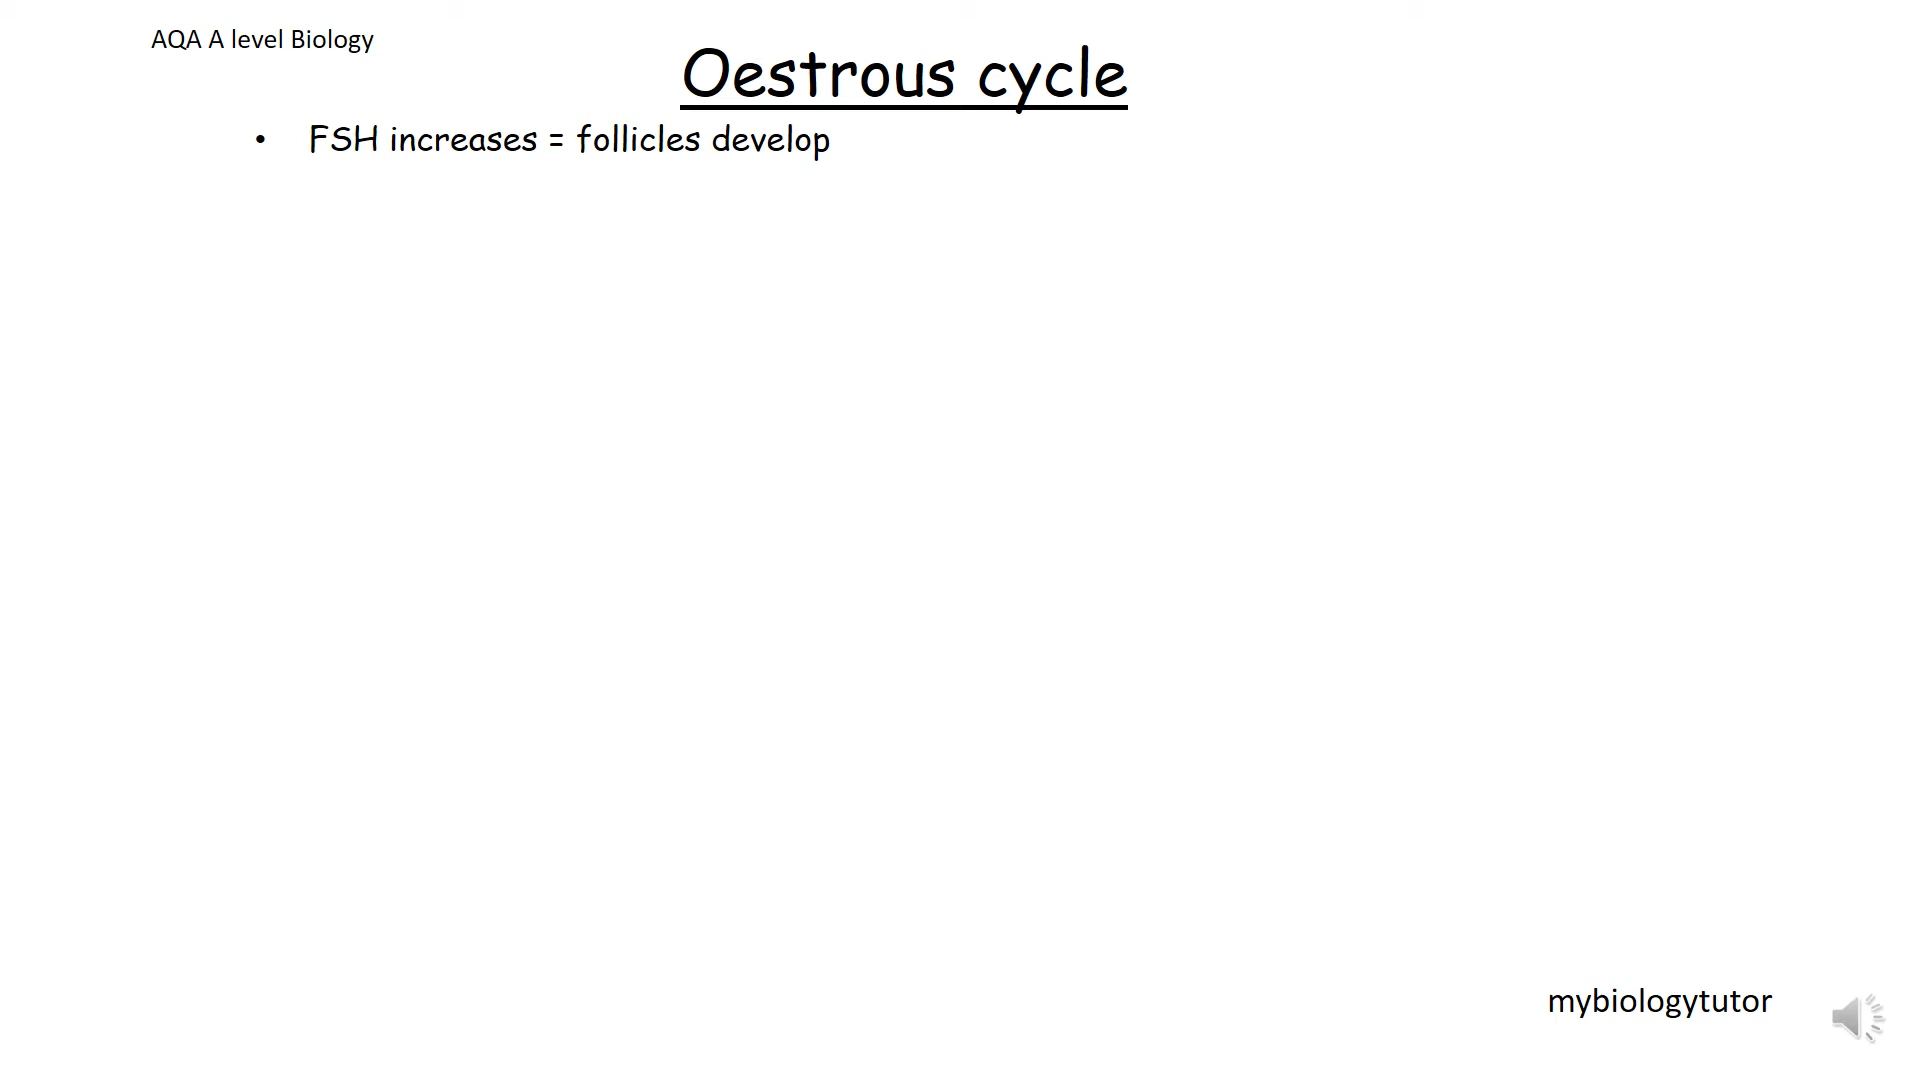 AQA A level Biology
Oestrous cycle
• FSH increases = follicles develop
mybiologytutor